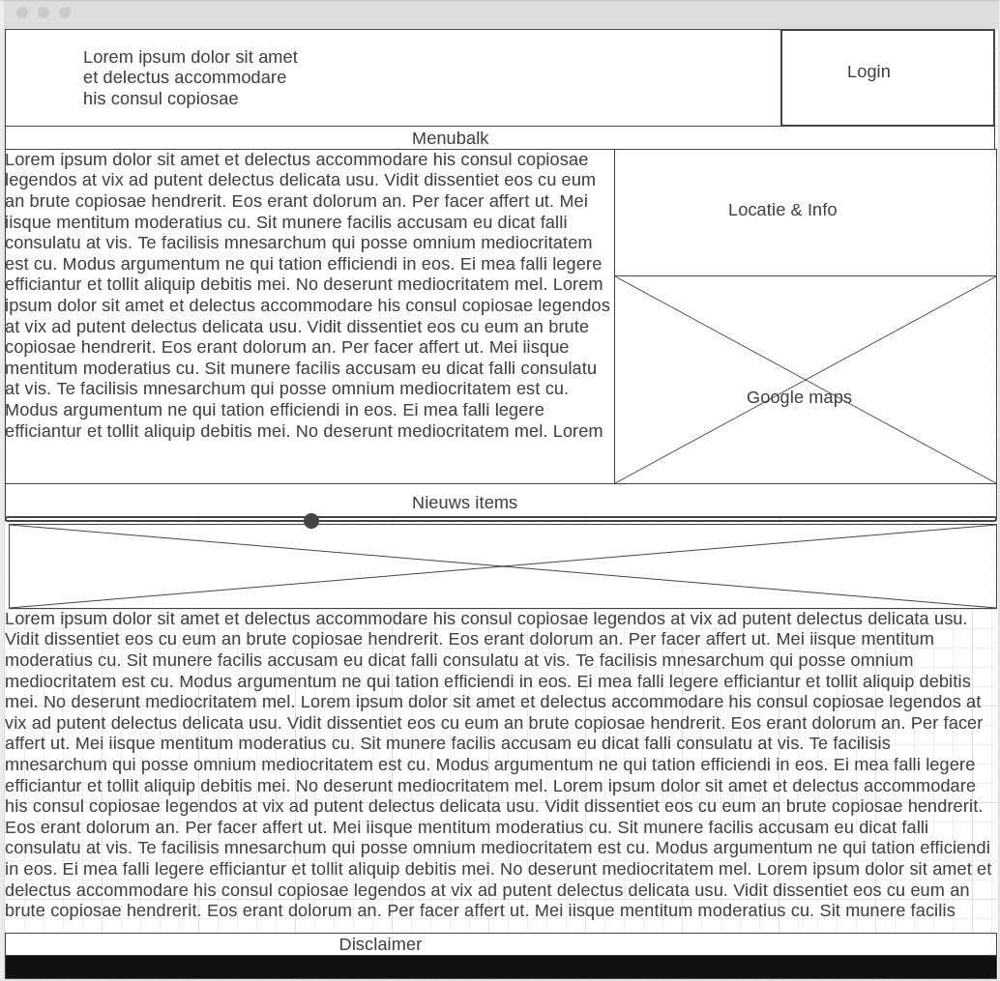 Lorem ipsum dolor sit amet
et delectus accommodare
his consul copiosae
Login
Menubalk
Lorem ipsum dolor sit amet et delectus accommodare his consul copiosae
legendos at vix ad putent delectus delicata usu. Vidit dissentiet eos cu eum
an brute copiosae hendrerit. Eos erant dolorum an. Per facer affert ut. Mei
iisque mentitum moderatius cu. Sit munere facilis accusam eu dicat falli
consulatu at vis. Te facilisis mnesarchum qui posse omnium mediocritatem
est cu. Modus argumentum ne qui tation efficiendi in eos. Ei mea falli legere
efficiantur et tollit aliquip debitis mei. No deserunt mediocritatem mel. Lorem
ipsum dolor sit amet et delectus accommodare his consul copiosae legendos
at vix ad putent delectus delicata usu. Vidit dissentiet eos cu eum an brute
copiosae hendrerit. Eos erant dolorum an. Per facer affert ut. Mei iisque
mentitum moderatius cu. Sit munere facilis accusam eu dicat falli consulatu
at vis. Te facilisis mnesarchum qui posse omnium mediocritatem est cu.
Modus argumentum ne qui tation efficiendi in eos. Ei mea falli legere
efficiantur et tollit aliquip debitis mei. No deserunt mediocritatem mel. Lorem
Locatie & Info
Google maps
Nieuws items
Lorem ipsum dolor sit amet et delectus accommodare his consul copiosae legendos at vix ad putent delectus delicata usu.
Vidit dissentiet eos cu eum an brute copiosae hendrerit. Eos erant dolorum an. Per facer affert ut. Mei iisque mentitum
moderatius cu. Sit munere facilis accusam eu dicat falli consulatu at vis. Te facilisis mnesarchum qui posse omnium
mediocritatem est cu. Modus argumentum ne qui tation efficiendi in eos. Ei mea falli legere efficiantur et tollit aliquip debitis
mei. No deserunt mediocritatem mel. Lorem ipsum dolor sit amet et delectus accommodare his consul copiosae legendos at
vix ad putent delectus delicata usu. Vidit dissentiet eos cu eum an brute copiosae hendrerit. Eos erant dolorum an. Per facer
affert ut. Mei iisque mentitum moderatius cu. Sit munere facilis accusam eu dicat falli consulatu at vis. Te facilisis
mnesarchum qui posse omnium mediocritatem est cu. Modus argumentum ne qui tation efficiendi in eos. Ei mea falli legere
efficiantur et tollit aliquip debitis mei. No deserunt mediocritatem mel. Lorem ipsum dolor sit amet et delectus accommodare
his consul copiosae legendos at vix ad putent delectus delicata usu. Vidit dissentiet eos cu eum an brute copiosae hendrerit.
Eos erant dolorum an. Per facer affert ut. Mei iisque mentitum moderatius cu. Sit munere facilis accusam eu dicat falli
consulatu at vis. Te facilisis mnesarchum qui posse omnium mediocritatem est cu. Modus argumentum ne qui tation efficiendi
in eos. Ei mea falli legere efficiantur et tollit aliquip debitis mei. No deserunt mediocritatem mel. Lorem ipsum dolor sit amet et
delectus accommodare his consul copiosae legendos at vix ad putent delectus delicata usu. Vidit dissentiet eos cu eum an
brute copiosae hendrerit. Eos erant dolorum an. Per facer affert ut. Mei iisque mentitum moderatius cu. Sit munere facilis
Disclaimer